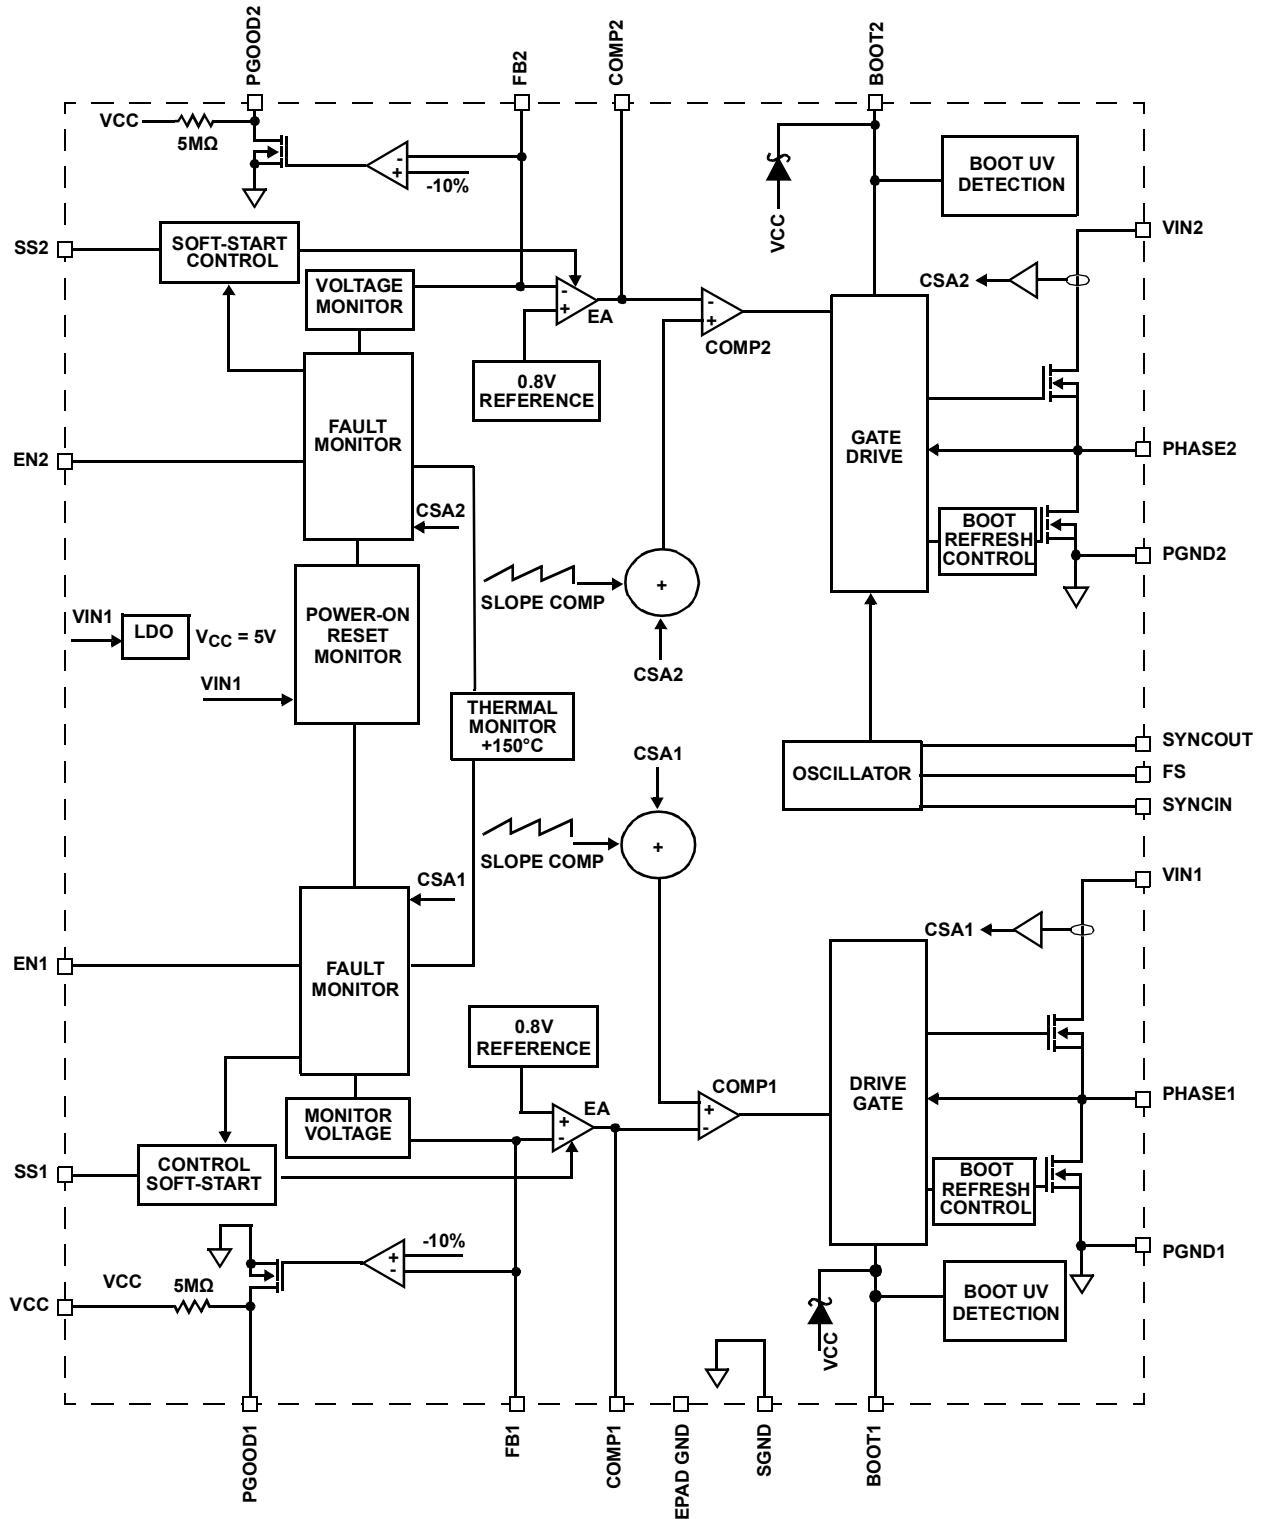 PGOOD2
FB2
COMP2
BOOT2
VCC
5MΩ
-
+
-10%
VCC
BOOT UV
DETECTION
SS2
SOFT-START
CONTROL
VIN2
VOLTAGE
MONITOR
CSA2
-
+
EA
-
+
COMP2
0.8V
REFERENCE
FAULT
MONITOR
GATE
DRIVE
EN2
PHASE2
CSA2
BOOT
REFRESH
CONTROL
PGND2
SLOPE COMP
+
CSA2
POWER-ON
RESET
MONITOR
VIN1
LDO
VCC = 5V
VIN1
THERMAL
MONITOR
+150°C
CSA1
OSCILLATOR
SYNCOUT
FS
SYNCIN
SLOPE COMP
+
CSA1
VIN1
CSA1
EN1
FAULT
MONITOR
0.8V
REFERENCE
COMP1
DRIVE
GATE
PHASE1
MONITOR
VOLTAGE
EA
+
-
+
-
SS1
CONTROL
SOFT-START
BOOT
REFRESH
CONTROL
PGND1
-10%
+
-
VCC
VCC
5MΩ
VCC
BOOT UV
DETECTION
PGOOD1
FB1
COMP1
EPAD GND
SGND
BOOT1